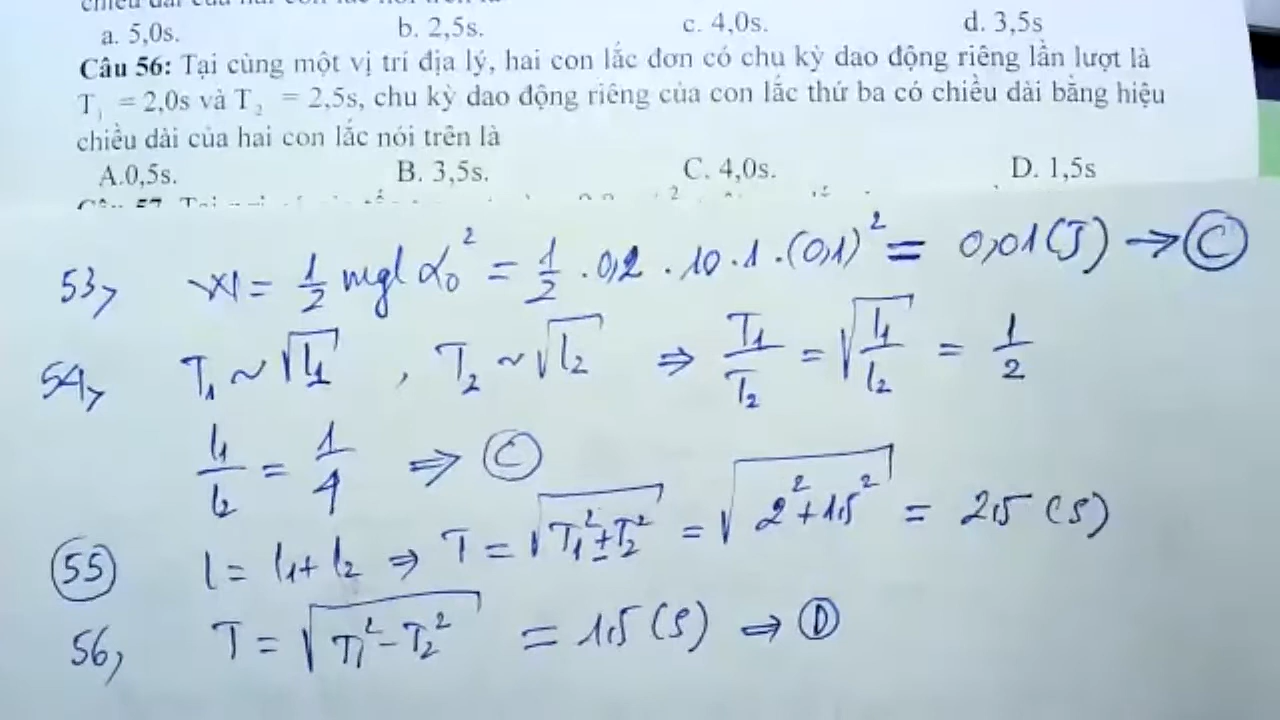 a. 5,0s. b. 2,5s. c. 4,0s. d. 3,5s
Câu 56: Tại cùng một vị trí địa lý, hai con lắc đơn có chu kỳ dao động riêng lần lượt là
T₁ = 2,0s và T₂ = 2,5s, chu kỳ dao động riêng của con lắc thứ ba có chiều dài bằng hiệu
chiều dài của hai con lắc nói trên là
A.0,5s. B. 3,5s. C. 4,0s. D. 1,5s
53, W = 1/2 mgl α₀² = 1/2 . 0,2 . 10 . 1 . (0,1)² = 0,01 (J) → C
54, T₁ ~ √l₁ , T₂ ~ √l₂ ⇒ T₁/T₂ = √(l₁/l₂) = 1/2
l₁/l₂ = 1/4 ⇒ C
55 l = l₁ + l₂ ⇒ T = √(T₁² + T₂²) = √(2² + 1,5²) = 2,5 (s)
56, T = √(T₁² - T₂²) = 1,5 (s) ⇒ D